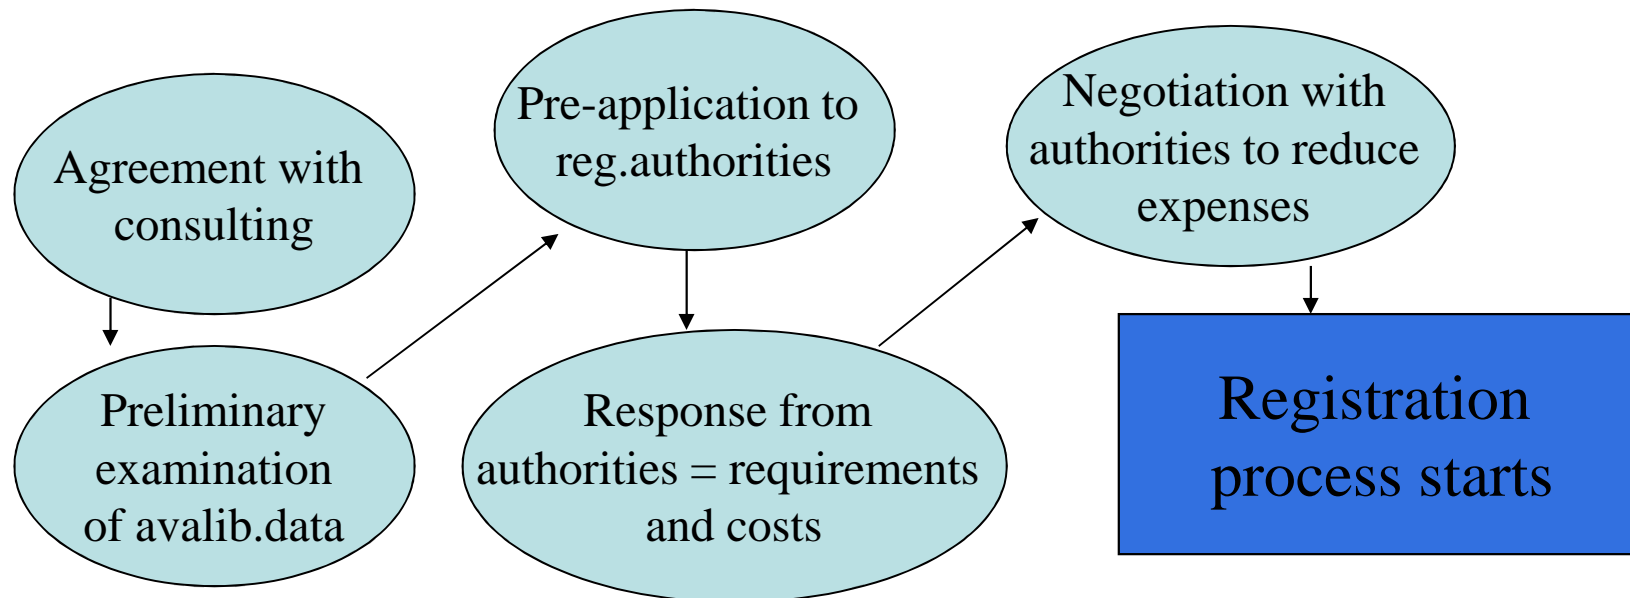 Agreement with
consulting
Preliminary
examination
of avalib.data
Pre-application to
reg.authorities
Response from
authorities = requirements
and costs
Negotiation with
authorities to reduce
expenses
Registration
process starts